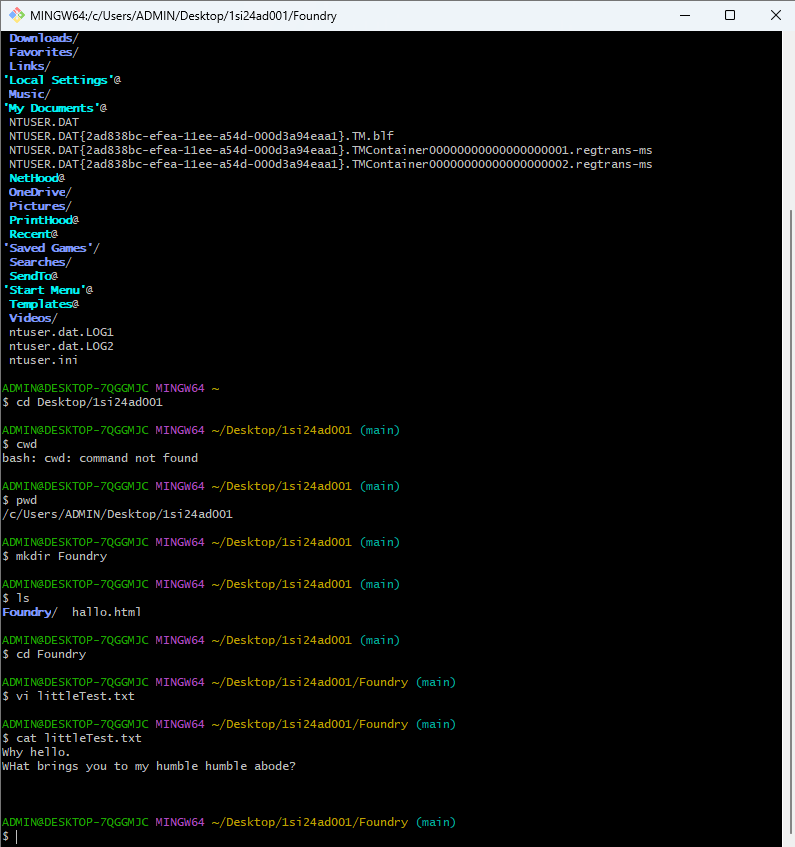 MINGW64:/c/Users/ADMIN/Desktop/1si24ad001/Foundry
Downloads/
Favorites/
Links/
'Local Settings'@
Music/
'My Documents'@
NTUSER.DAT
NTUSER.DAT{2ad838bc-efea-11ee-a54d-000d3a94eaa1}.TM.blf
NTUSER.DAT{2ad838bc-efea-11ee-a54d-000d3a94eaa1}.TMContainer00000000000000000001.regtrans-ms
NTUSER.DAT{2ad838bc-efea-11ee-a54d-000d3a94eaa1}.TMContainer00000000000000000002.regtrans-ms
NetHood@
OneDrive/
Pictures/
PrintHood@
Recent@
'Saved Games'/
Searches/
SendTo@
'Start Menu'@
Templates@
Videos/
ntuser.dat.LOG1
ntuser.dat.LOG2
ntuser.ini
ADMIN@DESKTOP-7QGGMJC MINGW64 ~
$ cd Desktop/1si24ad001
ADMIN@DESKTOP-7QGGMJC MINGW64 ~/Desktop/1si24ad001 (main)
$ cwd
bash: cwd: command not found
ADMIN@DESKTOP-7QGGMJC MINGW64 ~/Desktop/1si24ad001 (main)
$ pwd
/c/Users/ADMIN/Desktop/1si24ad001
ADMIN@DESKTOP-7QGGMJC MINGW64 ~/Desktop/1si24ad001 (main)
$ mkdir Foundry
ADMIN@DESKTOP-7QGGMJC MINGW64 ~/Desktop/1si24ad001 (main)
$ ls
Foundry/  hallo.html
ADMIN@DESKTOP-7QGGMJC MINGW64 ~/Desktop/1si24ad001 (main)
$ cd Foundry
ADMIN@DESKTOP-7QGGMJC MINGW64 ~/Desktop/1si24ad001/Foundry (main)
$ vi littleTest.txt
ADMIN@DESKTOP-7QGGMJC MINGW64 ~/Desktop/1si24ad001/Foundry (main)
$ cat littleTest.txt
Why hello.
WHat brings you to my humble humble abode?
ADMIN@DESKTOP-7QGGMJC MINGW64 ~/Desktop/1si24ad001/Foundry (main)
$